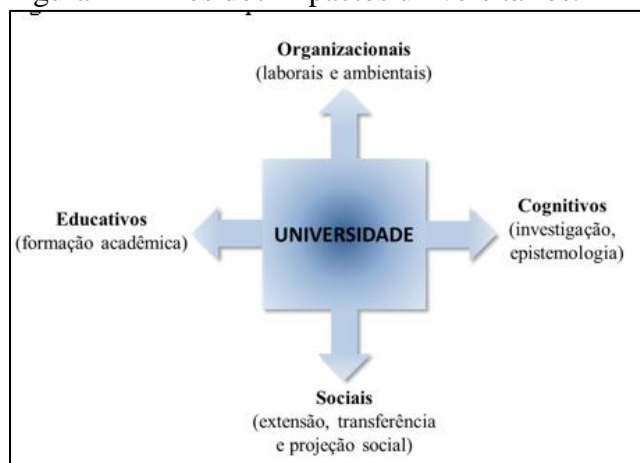 Organizacionais
(laborais e ambientais)
Educativos
(formação acadêmica)
UNIVERSIDADE
Cognitivos
(investigação,
epistemologia)
Sociais
(extensão, transferência
e projeção social)